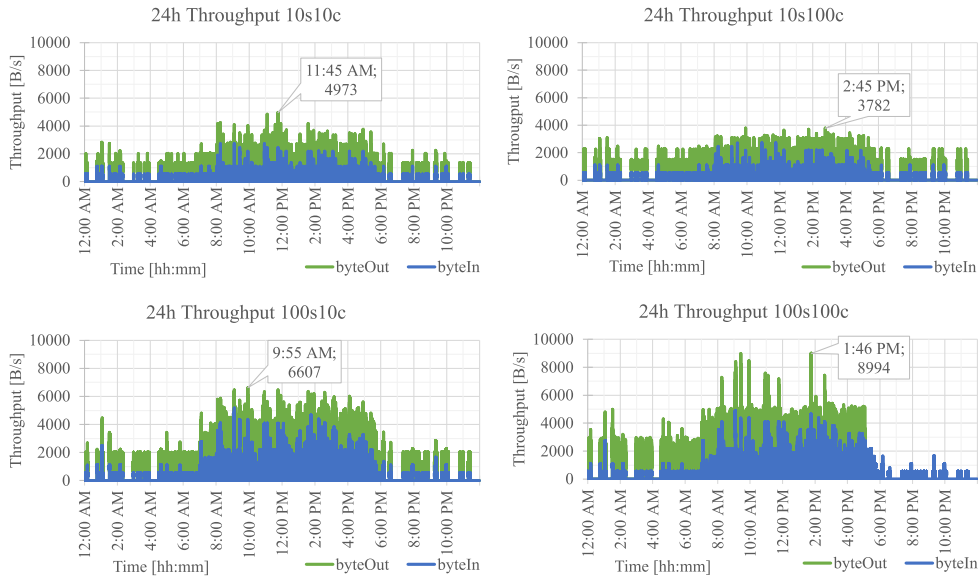 24h Throughput 10s10c
Throughput [B/s]
10000
8000
6000
4000
2000
0
11:45 AM;
4973
12:00 AM
2:00 AM
4:00 AM
6:00 AM
8:00 AM
10:00 AM
12:00 PM
2:00 PM
4:00 PM
6:00 PM
8:00 PM
10:00 PM
Time [hh:mm]
byteOut
byteIn
24h Throughput 10s100c
Througput [B/s]
10000
8000
6000
4000
2000
0
2:45 PM;
3782
12:00 AM
2:00 AM
4:00 AM
6:00 AM
8:00 AM
10:00 AM
12:00 PM
2:00 PM
4:00 PM
6:00 PM
8:00 PM
10:00 PM
Time [hh:mm]
byteOut
byteIn
24h Throughput 100s10c
Throughput [B/s]
10000
8000
6000
4000
2000
0
9:55 AM;
6607
12:00 AM
2:00 AM
4:00 AM
6:00 AM
8:00 AM
10:00 AM
12:00 PM
2:00 PM
4:00 PM
6:00 PM
8:00 PM
10:00 PM
Time [hh:mm]
byteOut
byteIn
24h Throughput 100s100c
Throughput [B/s]
10000
8000
6000
4000
2000
0
1:46 PM;
8994
12:00 AM
2:00 AM
4:00 AM
6:00 AM
8:00 AM
10:00 AM
12:00 PM
2:00 PM
4:00 PM
6:00 PM
8:00 PM
10:00 PM
Time [hh:mm]
byteOut
byteIn